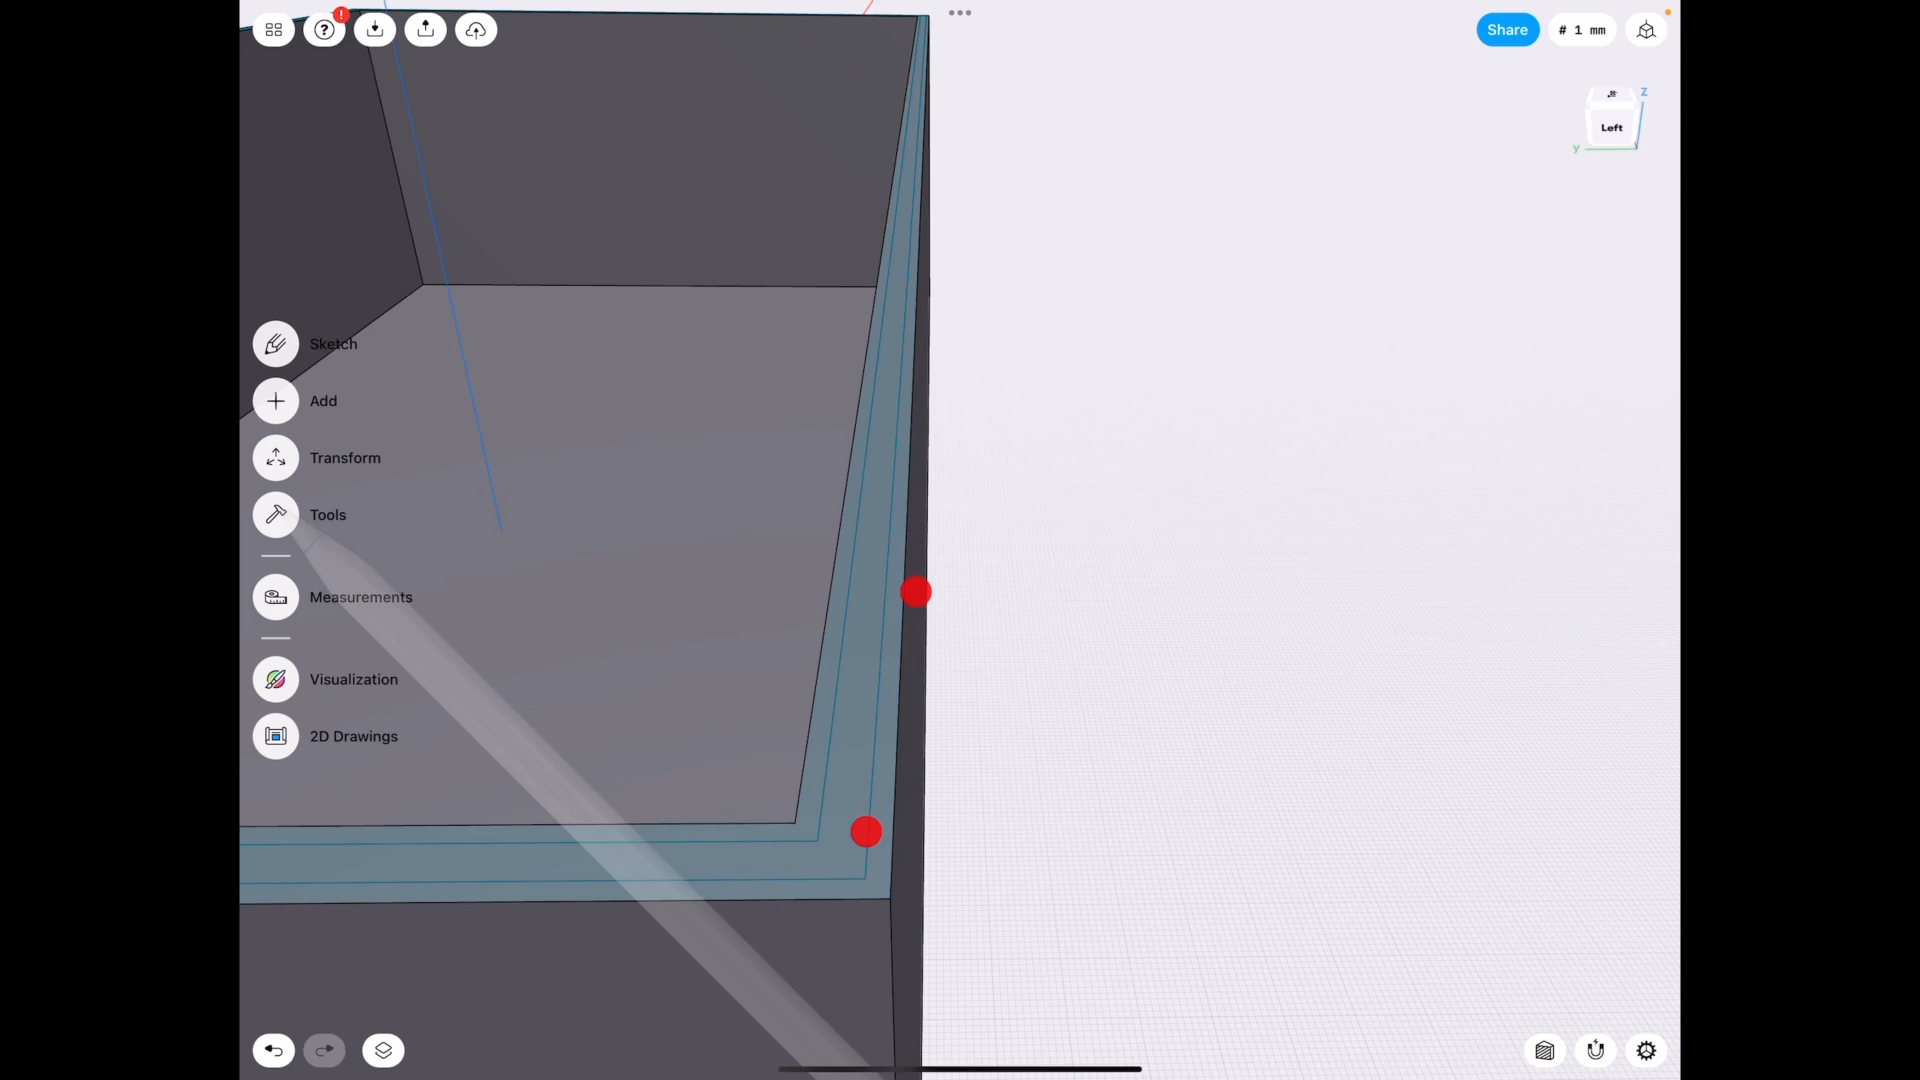 ?
!
Share
# 1 mm
Z
Left
Y
Sketch
Add
Transform
Tools
Measurements
Visualization
2D Drawings